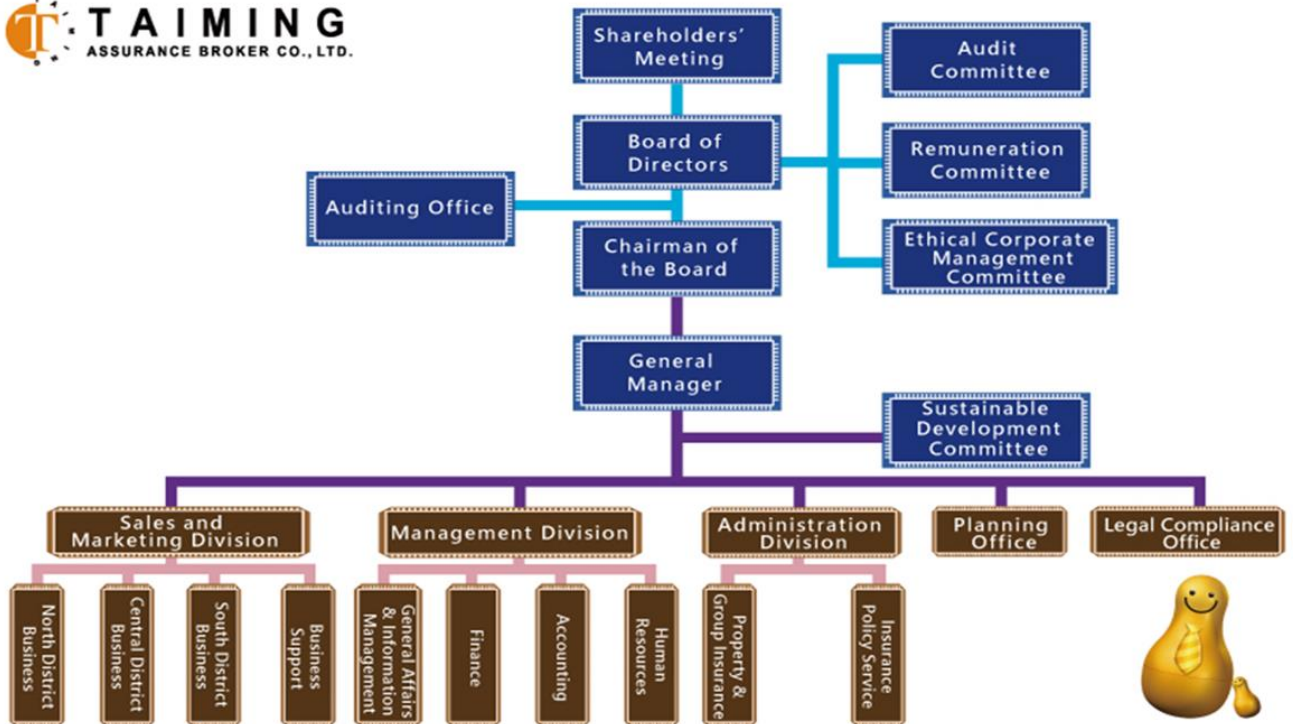 T
TAIMING
ASSURANCE BROKER CO., LTD.
Shareholders'
Meeting
Audit
Committee
Board of
Directors
Remuneration
Committee
Auditing Office
Chairman of
the Board
Ethical Corporate
Management
Committee
General
Manager
Sustainable
Development
Committee
Sales and
Marketing Division
Management Division
Administration
Division
Planning
Office
Legal Compliance
Office
North District
Business
Central District
Business
South District
Business
Business
Support
General Affairs
& Information
Management
Finance
Accounting
Human
Resources
Property &
Group Insurance
Insurance
Policy Service